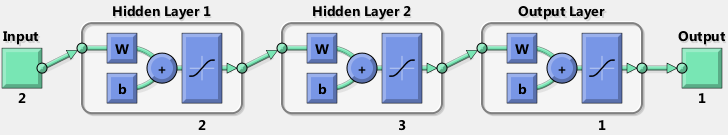 Hidden Layer 1 Hidden Layer 2 Output Layer
Input Output
W W W
+ + +
b b b
2 1
2 3 1